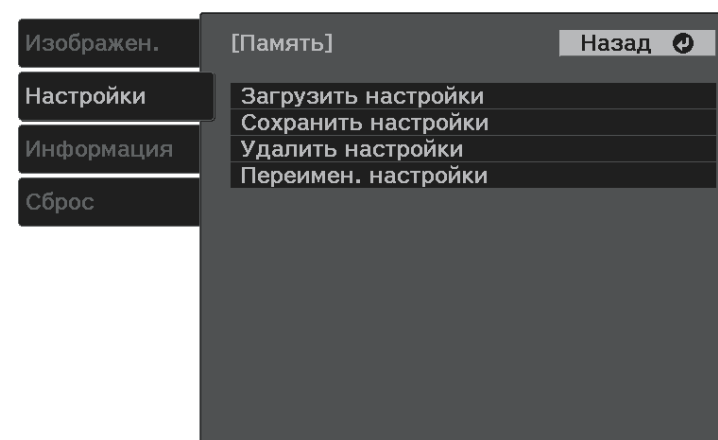 Изображен.
Настройки
Информация
Сброс
[Память]
Назад
Загрузить настройки
Сохранить настройки
Удалить настройки
Переимен. настройки